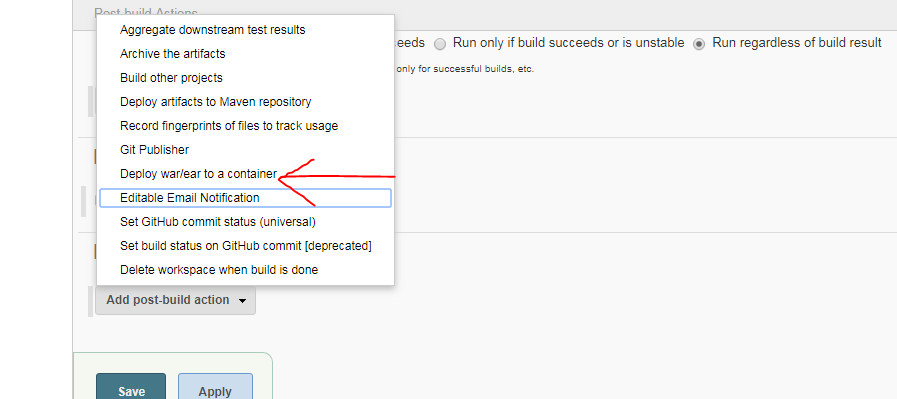 Post-build Actions
Aggregate downstream test results
Archive the artifacts
eeds Run only if build succeeds or is unstable Run regardless of build result
only for successful builds, etc.
Build other projects
Deploy artifacts to Maven repository
Record fingerprints of files to track usage
Git Publisher
Deploy war/ear to a container
Editable Email Notification
Set GitHub commit status (universal)
Set build status on GitHub commit [deprecated]
Delete workspace when build is done
Add post-build action
Save Apply